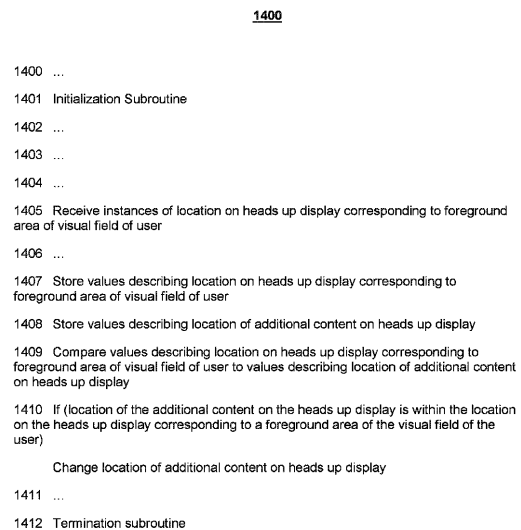 1400
1400 ...
1401 Initialization Subroutine
1402 ...
1403 ...
1404 ...
1405 Receive instances of location on heads up display corresponding to foreground
area of visual field of user
1406 ...
1407 Store values describing location on heads up display corresponding to
foreground area of visual field of user
1408 Store values describing location of additional content on heads up display
1409 Compare values describing location on heads up display corresponding to
foreground area of visual field of user to values describing location of additional content
on heads up display
1410 If (location of the additional content on the heads up display is within the location
on the heads up display corresponding to a foreground area of the visual field of the
user)
Change location of additional content on heads up display
1411 ...
1412 Termination subroutine